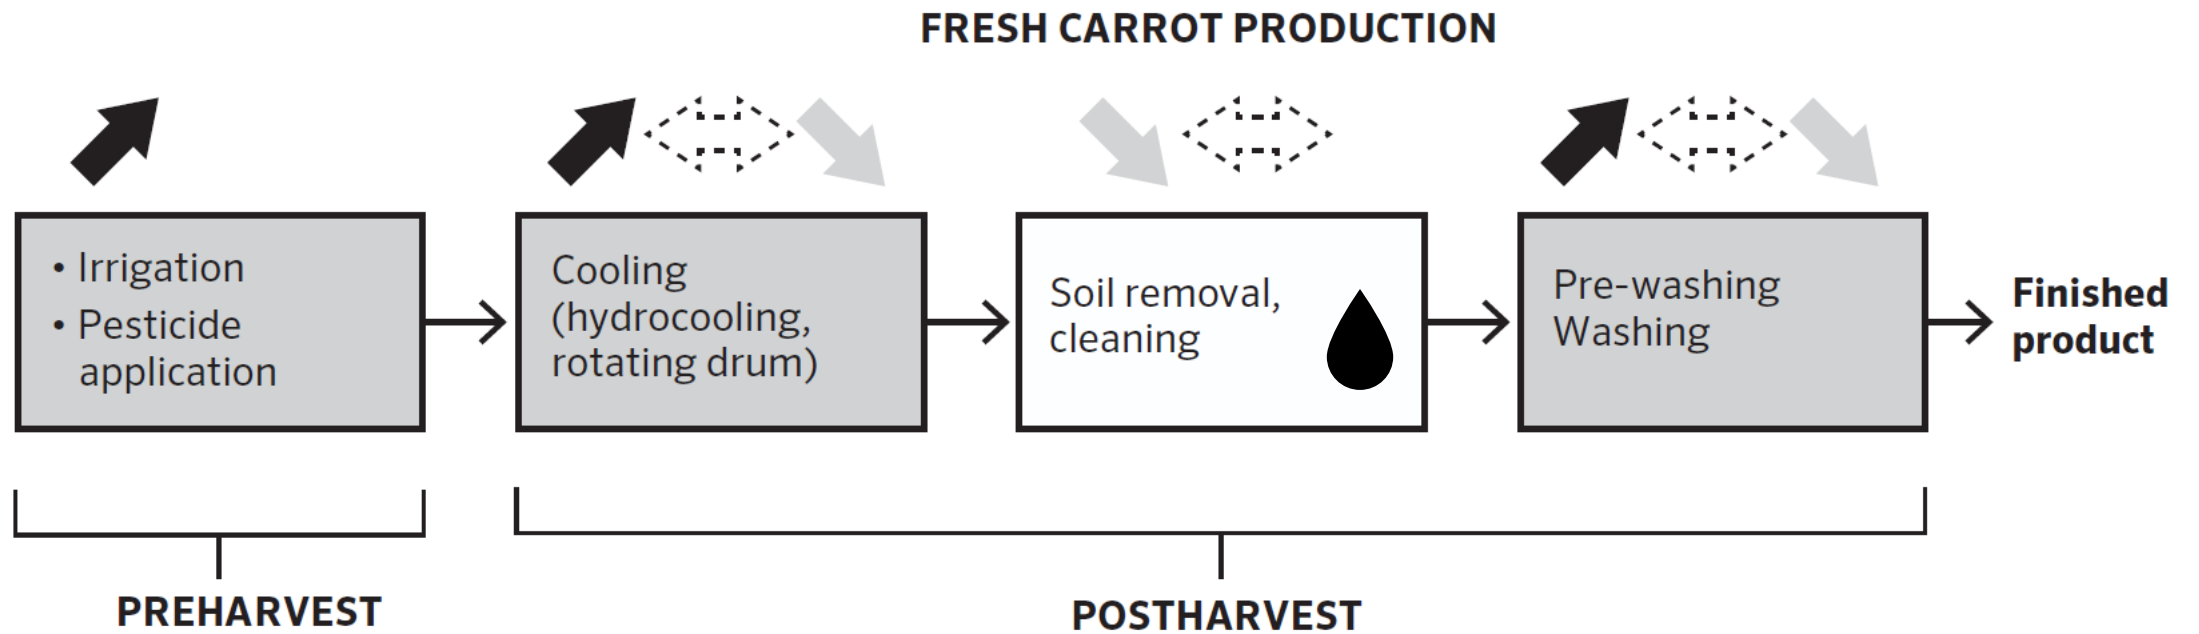 FRESH CARROT PRODUCTION
• Irrigation
• Pesticide
application
Cooling
(hydrocooling,
rotating drum)
Soil removal,
cleaning
Pre-washing
Washing
Finished
product
PREHARVEST
POSTHARVEST